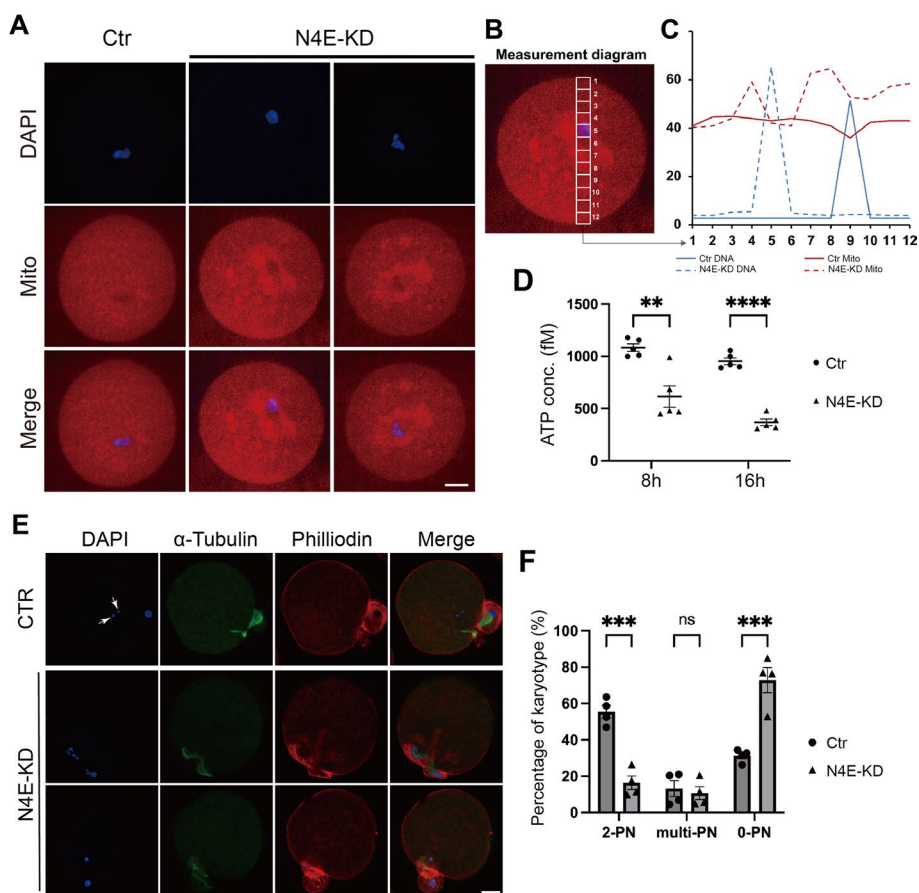 A
Ctr
N4E-KD
DAPI
Mito
Merge
B
Measurement diagram
1
2
3
4
5
6
7
8
9
10
11
12
C
60
40
20
0
1 2 3 4 5 6 7 8 9 10 11 12
Ctr DNA
Ctr Mito
N4E-KD DNA
N4E-KD Mito
D
ATP conc. (fM)
1500
1000
500
0
**
****
8h
16h
Ctr
N4E-KD
E
DAPI
α-Tubulin
Philliodin
Merge
CTR
N4E-KD
F
Percentage of karyotype (%)
100
80
60
40
20
0
***
ns
***
2-PN
multi-PN
0-PN
Ctr
N4E-KD